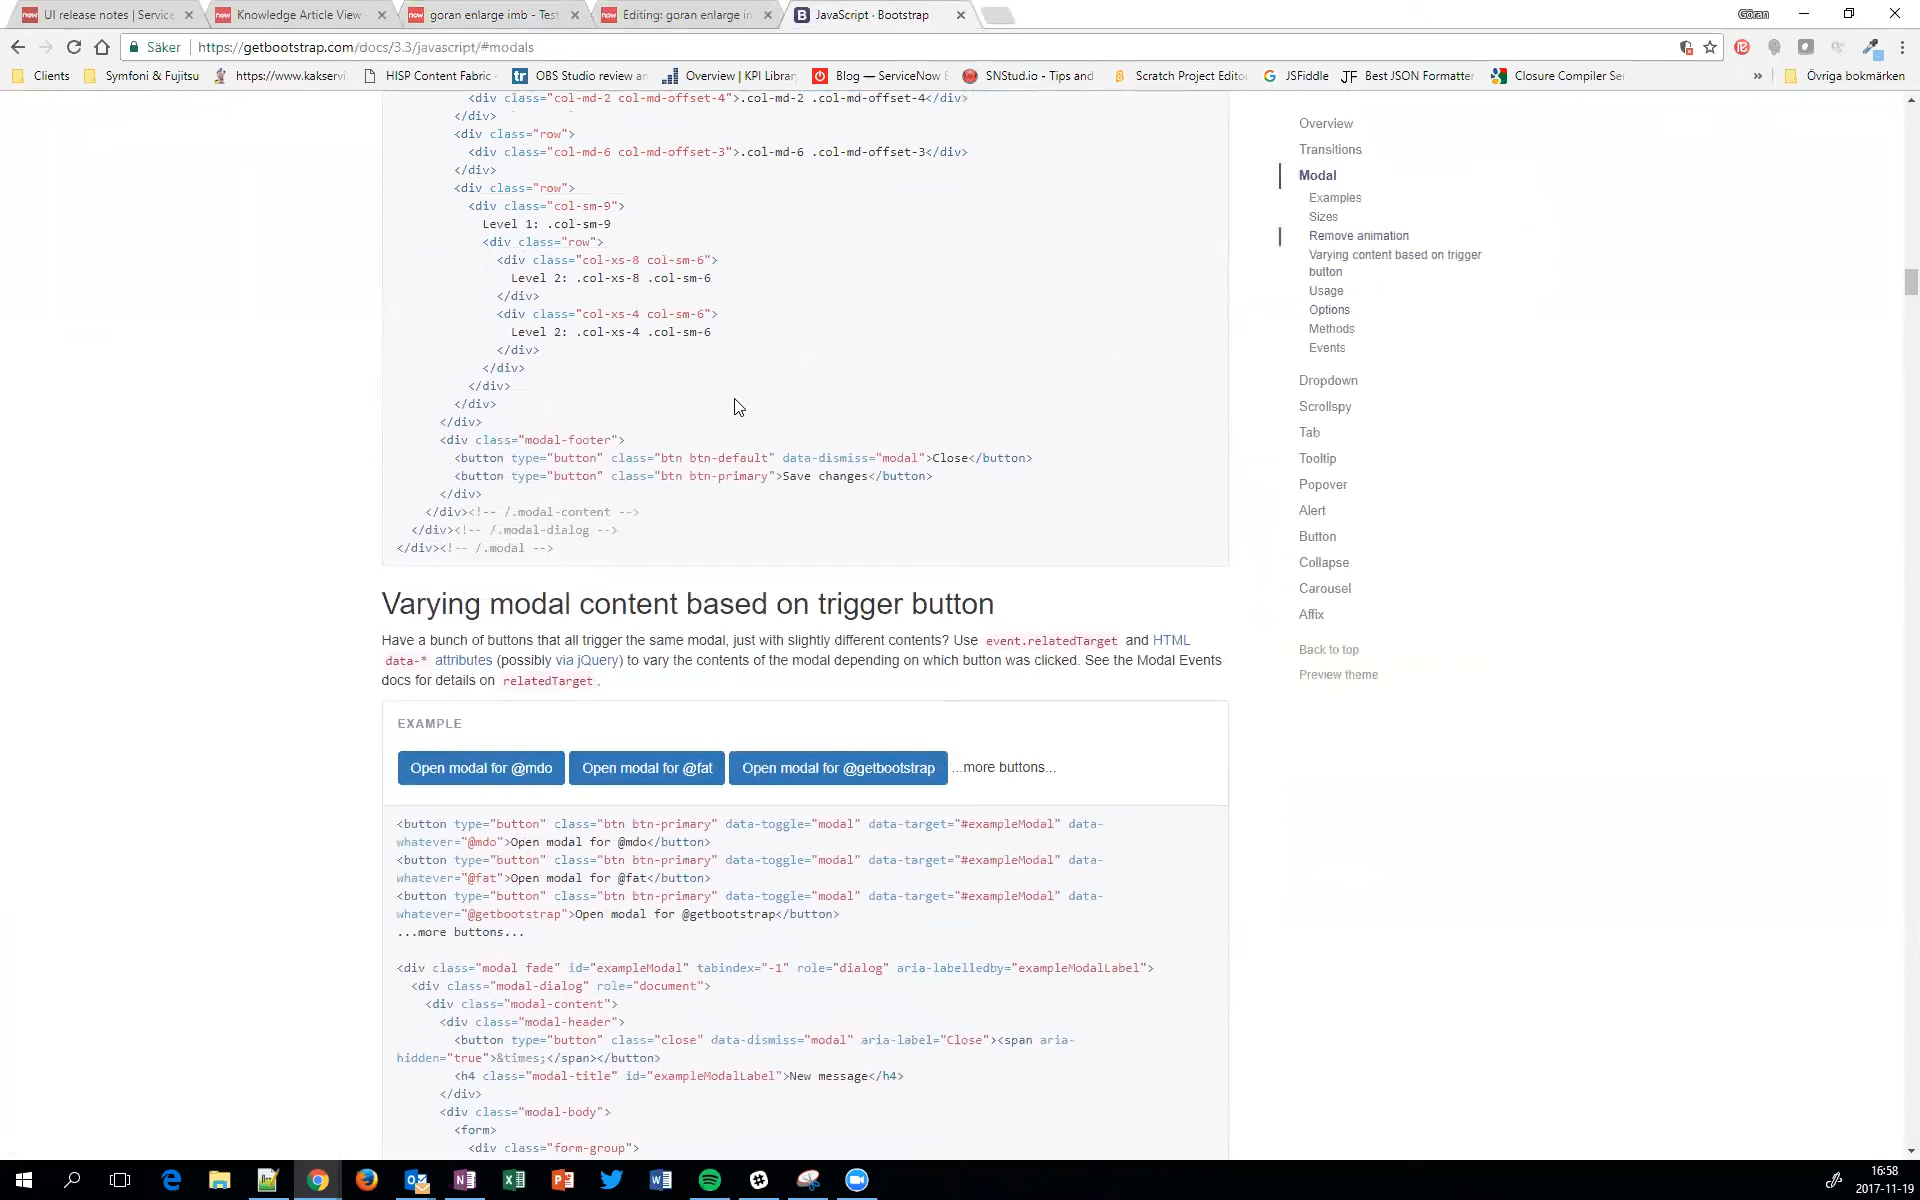 UI release notes | Service
Knowledge Article View -
goran enlarge imb - Test
Editing: goran enlarge im
JavaScript · Bootstrap
Göran
Säker
https://getbootstrap.com/docs/3.3/javascript/#modals
Clients
Symfoni & Fujitsu
https://www.kakservi
HISP Content Fabric -
OBS Studio review an
Overview | KPI Library
Blog — ServiceNow E
SNStud.io - Tips and
Scratch Project Editor
JSFiddle
Best JSON Formatter
Closure Compiler Ser
»
Övriga bokmärken
<div class="col-md-2 col-md-offset-4">.col-md-2 .col-md-offset-4</div>
</div>
<div class="row">
<div class="col-md-6 col-md-offset-3">.col-md-6 .col-md-offset-3</div>
</div>
<div class="row">
<div class="col-sm-9">
Level 1: .col-sm-9
<div class="row">
<div class="col-xs-8 col-sm-6">
Level 2: .col-xs-8 .col-sm-6
</div>
<div class="col-xs-4 col-sm-6">
Level 2: .col-xs-4 .col-sm-6
</div>
</div>
</div>
</div>
</div>
<div class="modal-footer">
<button type="button" class="btn btn-default" data-dismiss="modal">Close</button>
<button type="button" class="btn btn-primary">Save changes</button>
</div>
</div><!-- /.modal-content -->
</div><!-- /.modal-dialog -->
</div><!-- /.modal -->
Varying modal content based on trigger button
Have a bunch of buttons that all trigger the same modal, just with slightly different contents? Use event.relatedTarget and HTML
data-* attributes (possibly via jQuery) to vary the contents of the modal depending on which button was clicked. See the Modal Events
docs for details on relatedTarget,
EXAMPLE
Open modal for @mdo
Open modal for @fat
Open modal for @getbootstrap
...more buttons...
<button type="button" class="btn btn-primary" data-toggle="modal" data-target="#exampleModal" data-
whatever="@mdo">Open modal for @mdo</button>
<button type="button" class="btn btn-primary" data-toggle="modal" data-target="#exampleModal" data-
whatever="@fat">Open modal for @fat</button>
<button type="button" class="btn btn-primary" data-toggle="modal" data-target="#exampleModal" data-
whatever="@getbootstrap">Open modal for @getbootstrap</button>
...more buttons...
<div class="modal fade" id="exampleModal" tabindex="-1" role="dialog" aria-labelledby="exampleModalLabel">
<div class="modal-dialog" role="document">
<div class="modal-content">
<div class="modal-header">
<button type="button" class="close" data-dismiss="modal" aria-label="Close"><span aria-
hidden="true">&times;</span></button>
<h4 class="modal-title" id="exampleModalLabel">New message</h4>
</div>
<div class="modal-body">
<form>
<div class="form-group">
Overview
Transitions
Modal
Examples
Sizes
Remove animation
Varying content based on trigger
button
Usage
Options
Methods
Events
Dropdown
Scrollspy
Tab
Tooltip
Popover
Alert
Button
Collapse
Carousel
Affix
Back to top
Preview theme
16:58
2017-11-19